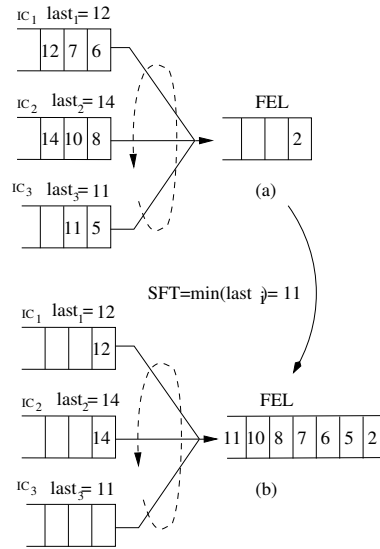 IC1 last1= 12
12 7 6
IC2 last2= 14
FEL
14 10 8
2
IC3 last3= 11
(a)
11 5
SFT=min(last i)= 11
IC1 last1= 12
12
IC2 last2= 14
FEL
14
11 10 8 7 6 5 2
IC3 last3= 11
(b)